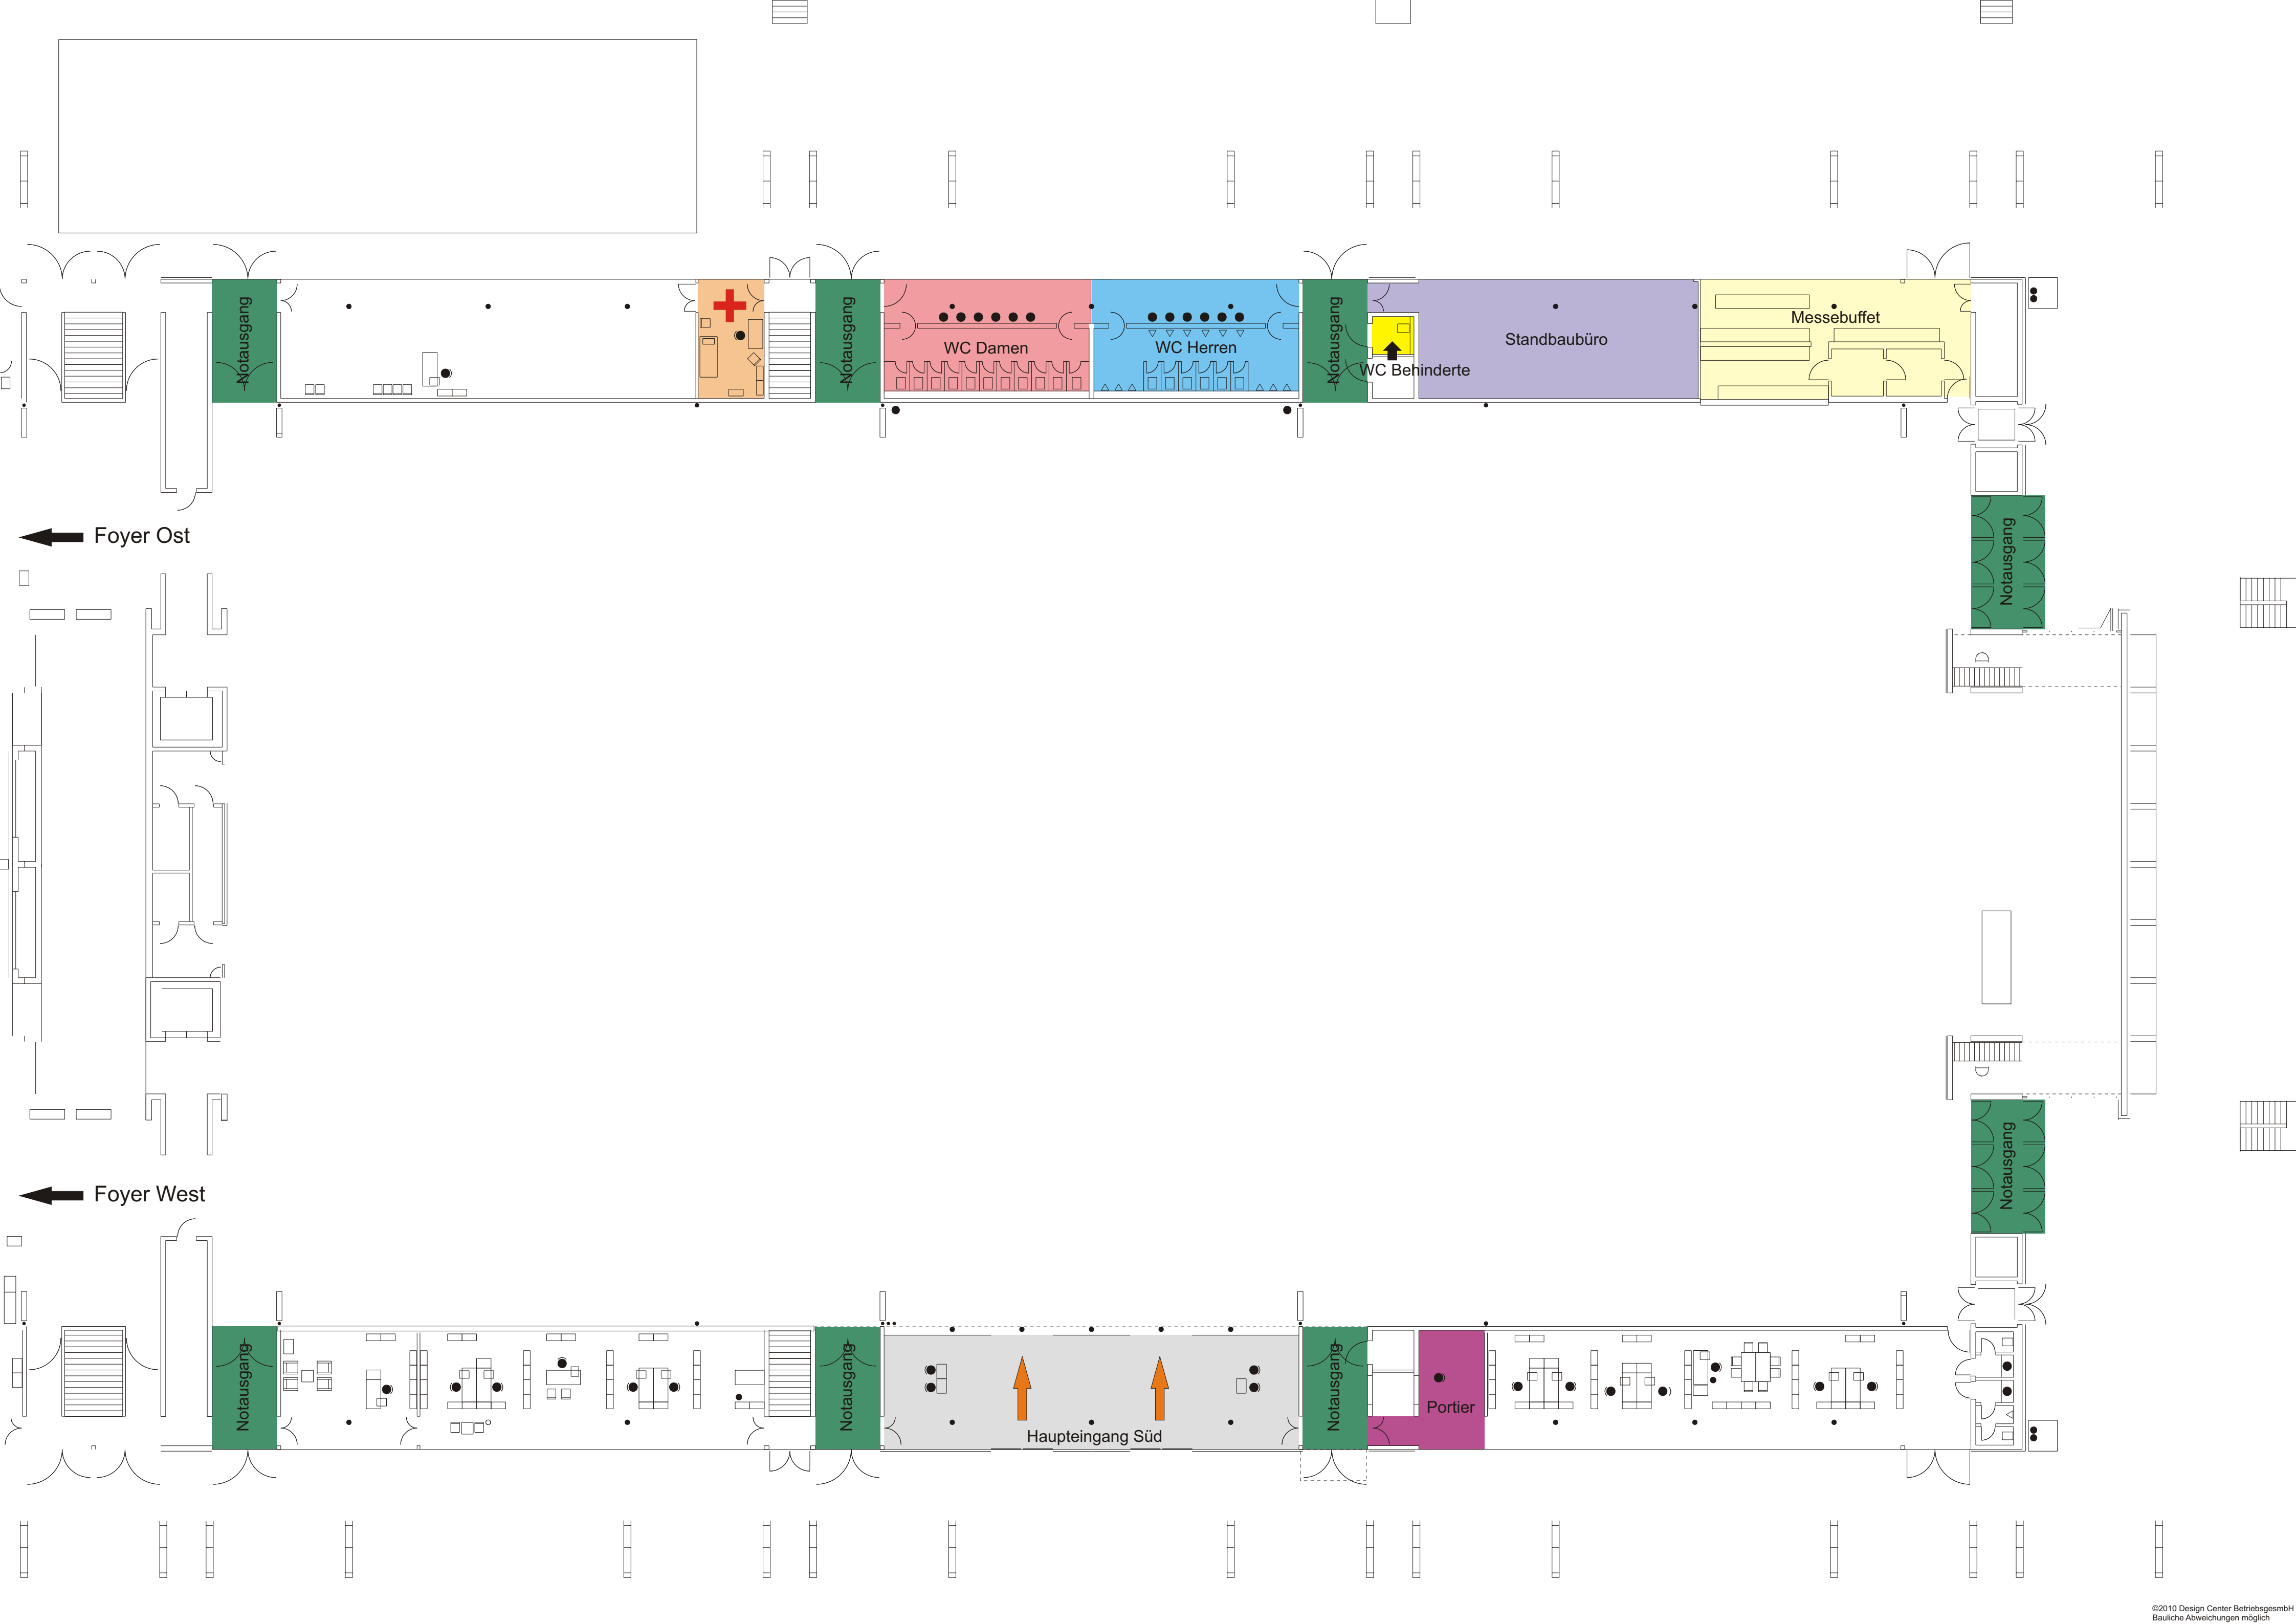 Notausgang
Notausgang
WC Damen
WC Herren
Notausgang
WC Behinderte
Standbaubüro
Messebuffet
Foyer Ost
Notausgang
Foyer West
Notausgang
Notausgang
Notausgang
Haupteingang Süd
Notausgang
Portier
©2010 Design Center BetriebsgesmbH
Bauliche Abweichungen möglich